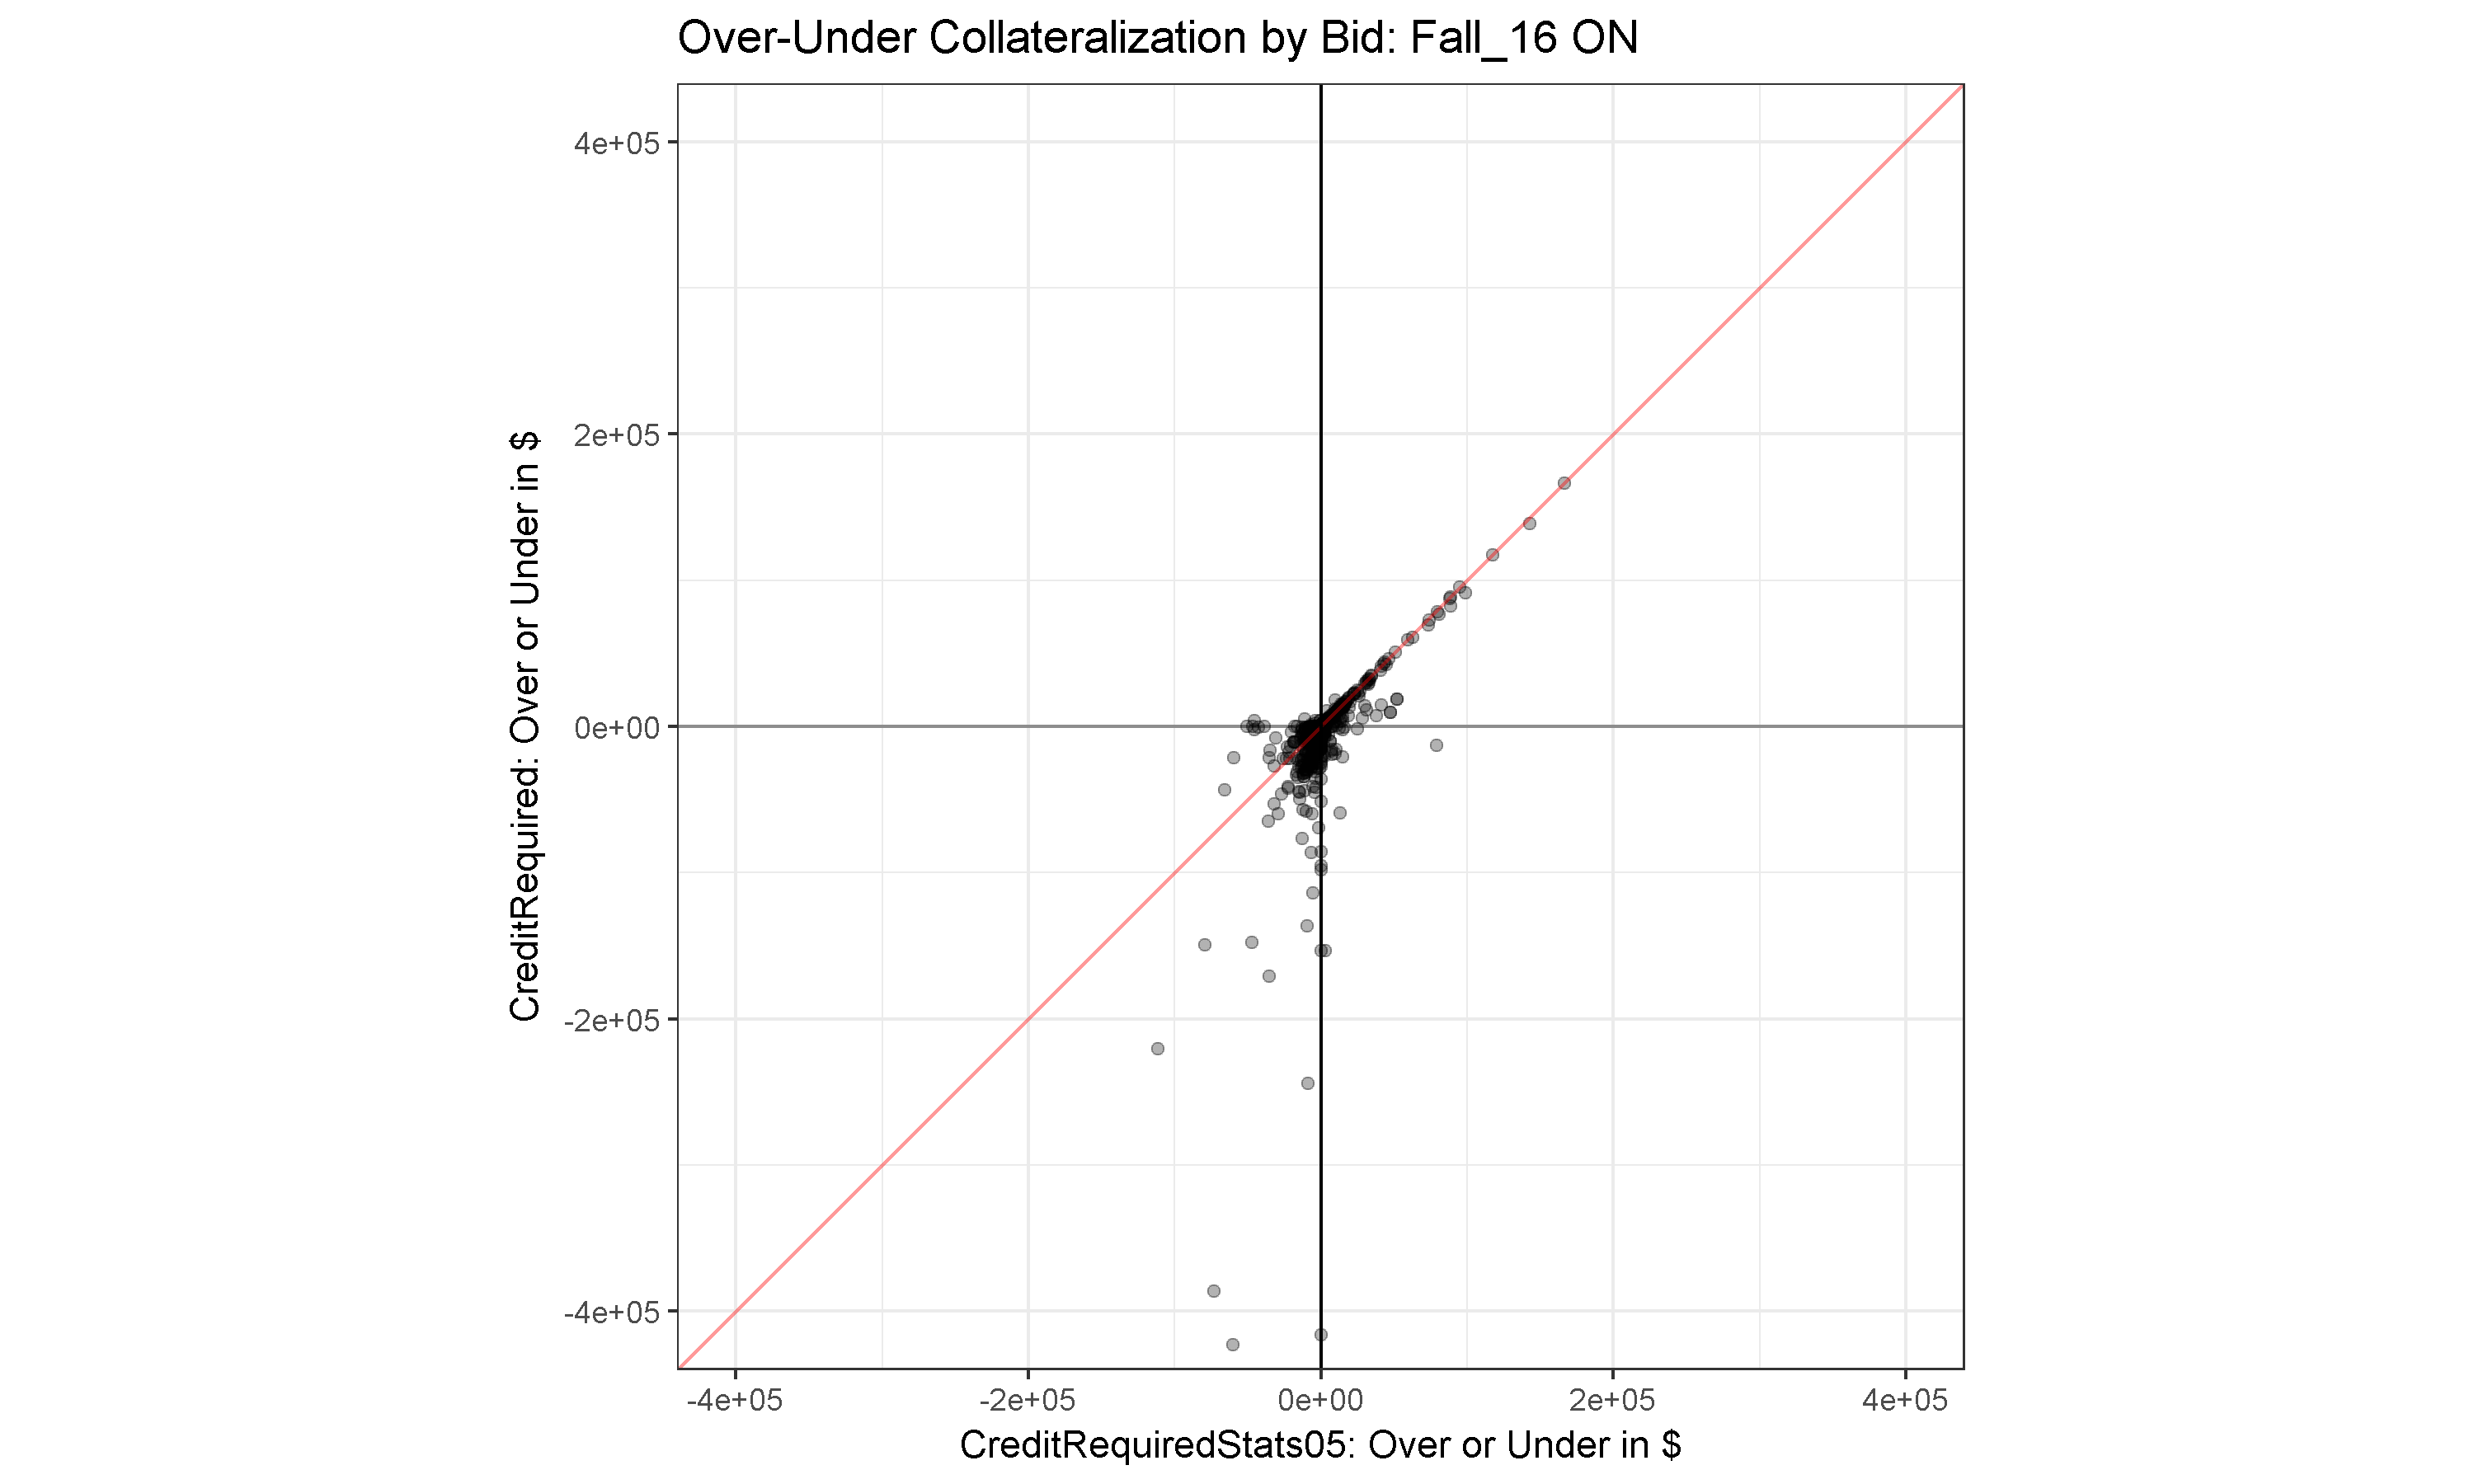 Over-Under Collateralization by Bid: Fall_16 ON
CreditRequired: Over or Under in $
4e+05
2e+05
0e+00
-2e+05
-4e+05
-4e+05
-2e+05
0e+00
2e+05
4e+05
CreditRequiredStats05: Over or Under in $